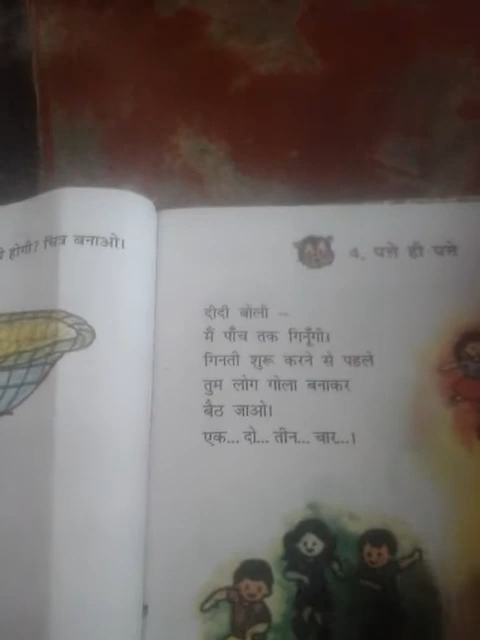 होगी? चित्र बनाओ।
4. पत्ते ही पत्ते
दीदी बोली –
मैं पाँच तक गिनूँगी।
गिनती शुरू करने से पहले
तुम लोग गोला बनाकर
बैठ जाओ।
एक... दो... तीन... चार...।